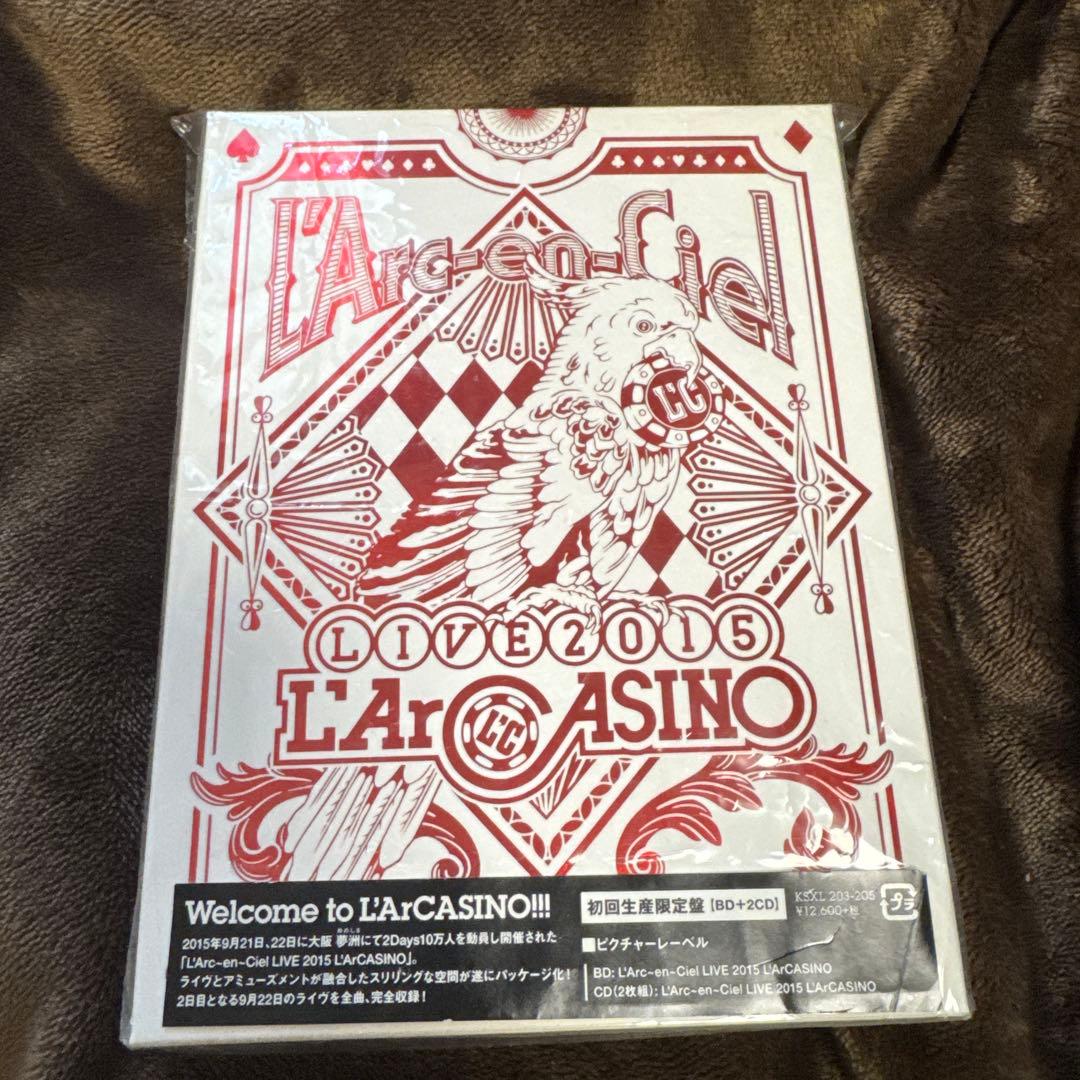 L'Arc~en~Ciel
L'C
LIVE2015
L'ArCASINO
L'C
Welcome to L'ArCASINO!!!
2015年9月21日、22日に大阪 夢洲にて2Days10万人を動員し開催された
ゆめしま
「L'Arc~en~Ciel LIVE 2015 L'ArCASINO」。
ライヴとアミューズメントが融合したスリリングな空間が遂にパッケージ化!
2日目となる9月22日のライヴを全曲、完全収録!
初回生産限定盤【BD+2CD】
KSXL 203-205
¥12,600+税
■ピクチャーレーベル
BD: L'Arc~en~Ciel LIVE 2015 L'ArCASINO
CD(2枚組): L'Arc~en~Ciel LIVE 2015 L'ArCASINO